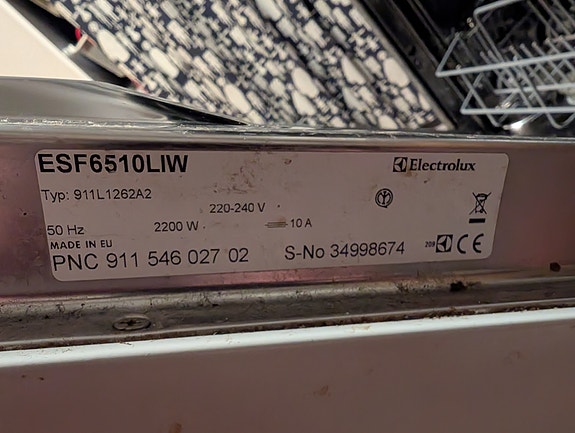 ESF6510LIW
Electrolux
Typ: 911L1262A2
220-240 V
50 Hz 2200 W 10 A
MADE IN EU
PNC 911 546 027 02 S-No 34998674
209 CE